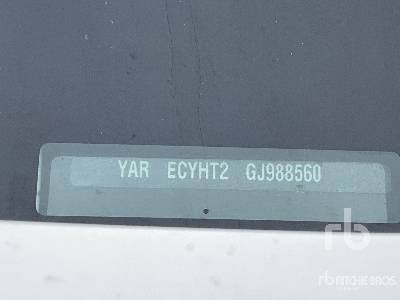 YAR ECYHT2 GJ988560
rb
RITCHIE BROS.